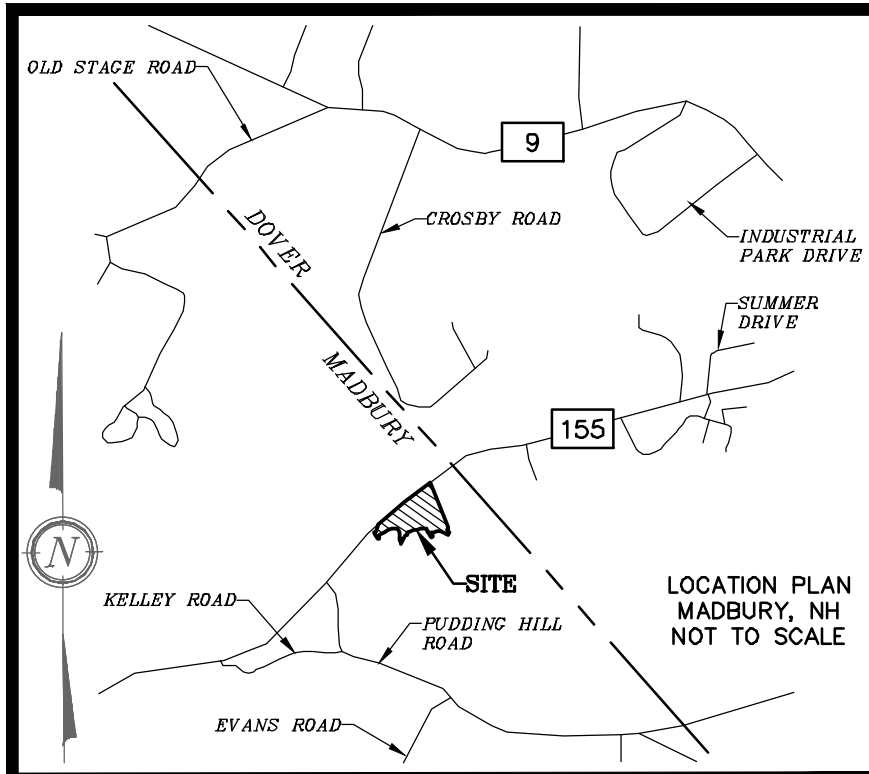 OLD STAGE ROAD
9
DOVER
CROSBY ROAD
INDUSTRIAL
PARK DRIVE
SUMMER
DRIVE
MADBURY
155
N
SITE
KELLEY ROAD
PUDDING HILL
ROAD
LOCATION PLAN
MADBURY, NH
NOT TO SCALE
EVANS ROAD